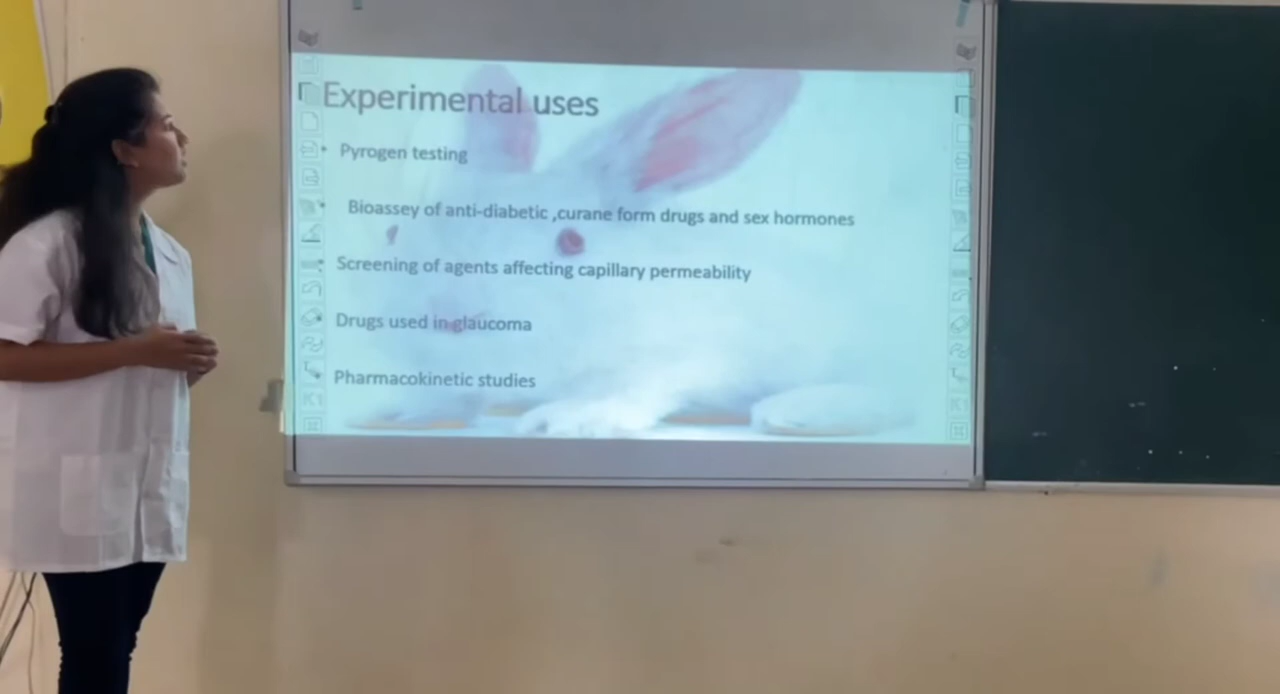 Experimental uses
Pyrogen testing
Bioassey of anti-diabetic ,curane form drugs and sex hormones
Screening of agents affecting capillary permeability
Drugs used in glaucoma
Pharmacokinetic studies